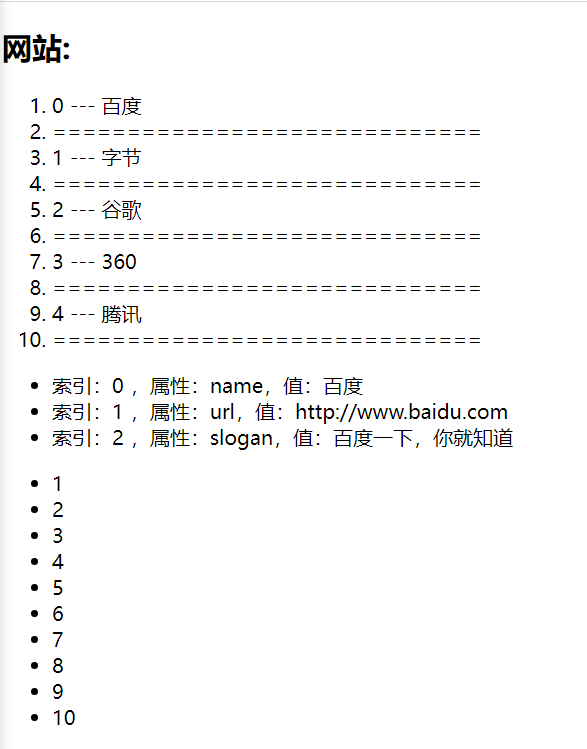 网站:
1. 0 --- 百度
2. ==============================
3. 1 --- 字节
4. ==============================
5. 2 --- 谷歌
6. ==============================
7. 3 --- 360
8. ==============================
9. 4 --- 腾讯
10. ==============================
• 索引：0 ，属性：name，值：百度
• 索引：1 ，属性：url，值：http://www.baidu.com
• 索引：2 ，属性：slogan，值：百度一下，你就知道
• 1
• 2
• 3
• 4
• 5
• 6
• 7
• 8
• 9
• 10